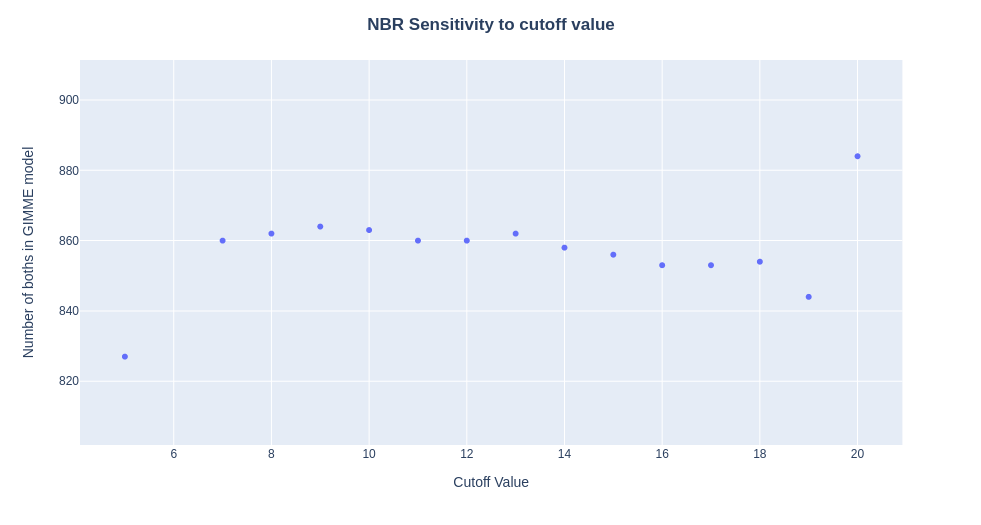 NBR Sensitivity to cutoff value
Number of boths in GIMME model
900
880
860
840
820
6 8 10 12 14 16 18 20
Cutoff Value